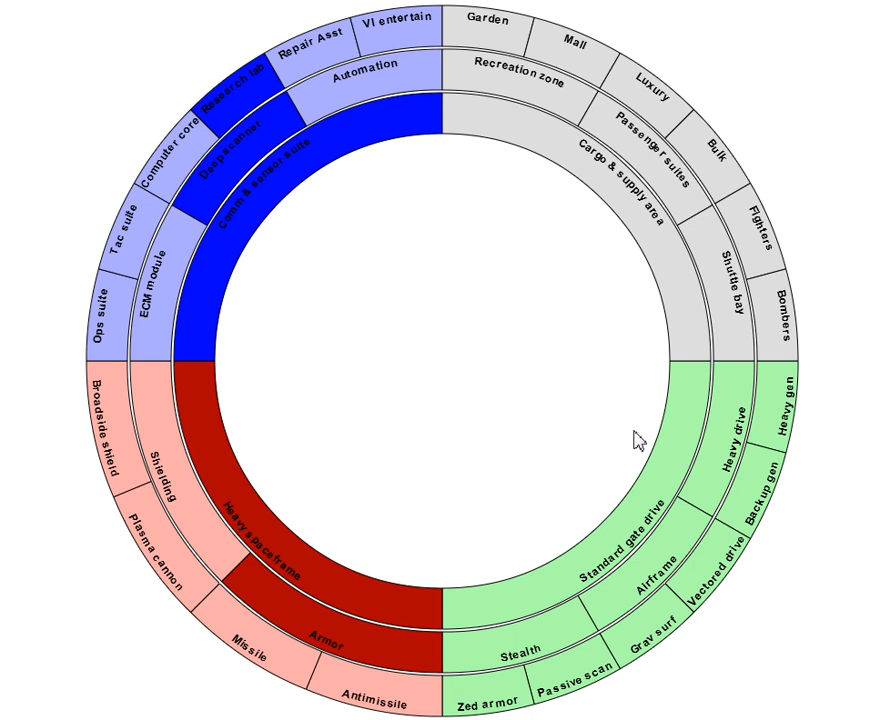 VI entertain
Garden
Repair Asst
Mall
Automation
Recreation zone
Research lab
Luxury
Deep scanner
Passenger suites
Computer core
Comm & sensor suite
Cargo & supply area
Bulk
Tac suite
Fighters
ECM module
Shuttle bay
Ops suite
Bombers
Broadside shield
Heavy gen
Shielding
Heavy drive
Backup gen
Plasma cannon
Heavy spaceframe
Standard gate drive
Vectored drive
Airframe
Missile
Armor
Stealth
Grav surf
Antimissile
Zed armor
Passive scan